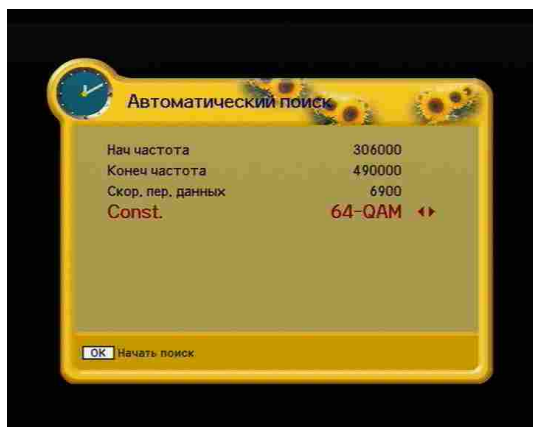 Автоматический поиск
Нач частота 306000
Конеч частота 490000
Скор. пер. данных 6900
Const. 64-QAM
OK Начать поиск